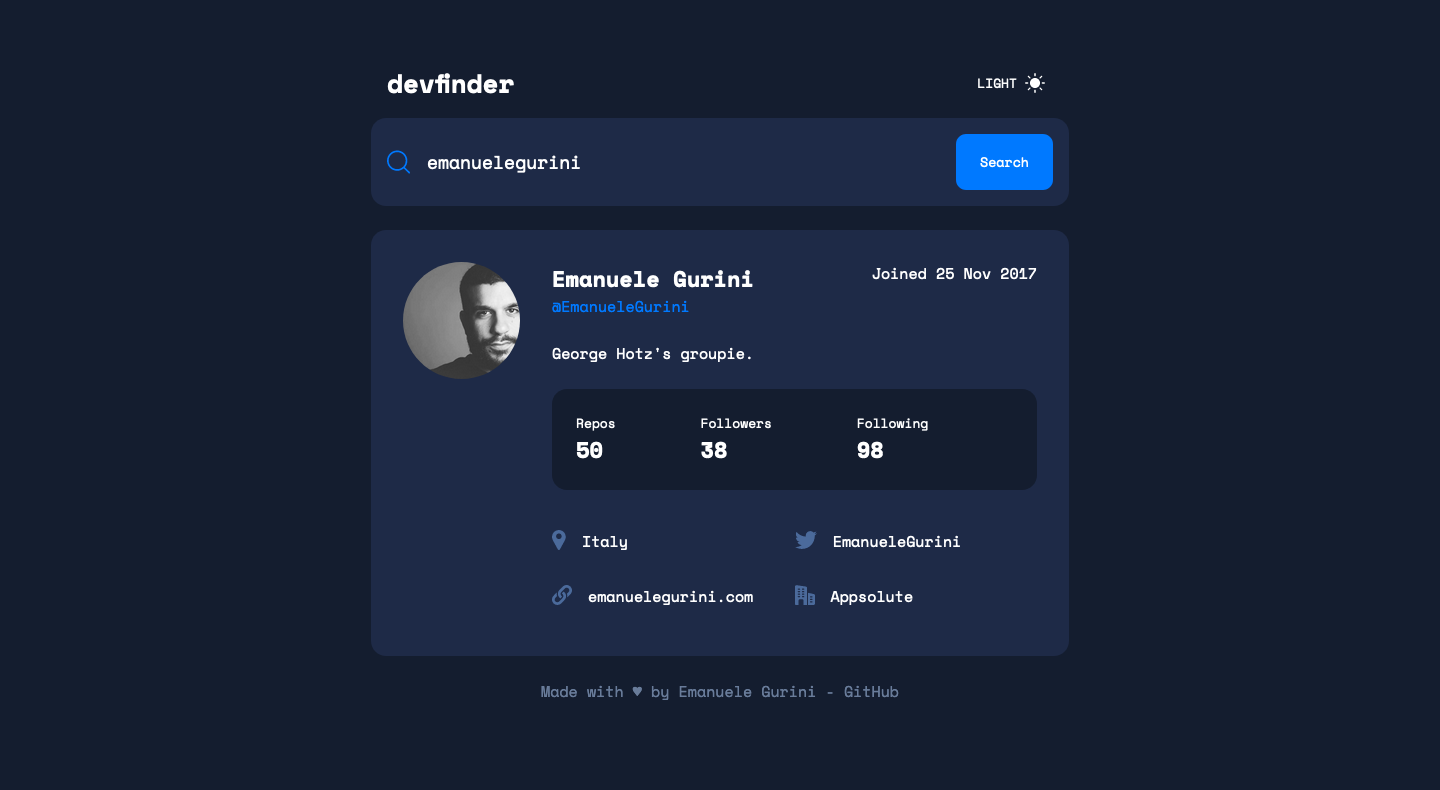 devfinder
LIGHT
emanuelegurini
Search
Emanuele Gurini
Joined 25 Nov 2017
@EmanueleGurini
George Hotz's groupie.
Repos Followers Following
50 38 98
Italy
EmanueleGurini
emanuelegurini.com
Appsolute
Made with ♥ by Emanuele Gurini - GitHub